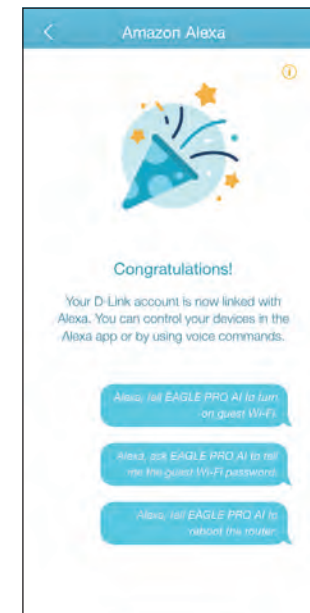 Amazon Alexa
Congratulations!
Your D-Link account is now linked with
Alexa. You can control your devices in the
Alexa app or by using voice commands.
Alexa, tell EAGLE PRO AI to turn
on guest Wi-Fi.
Alexa, ask EAGLE PRO AI to tell
me the guest Wi-Fi password.
Alexa, tell EAGLE PRO AI to
reboot the router.